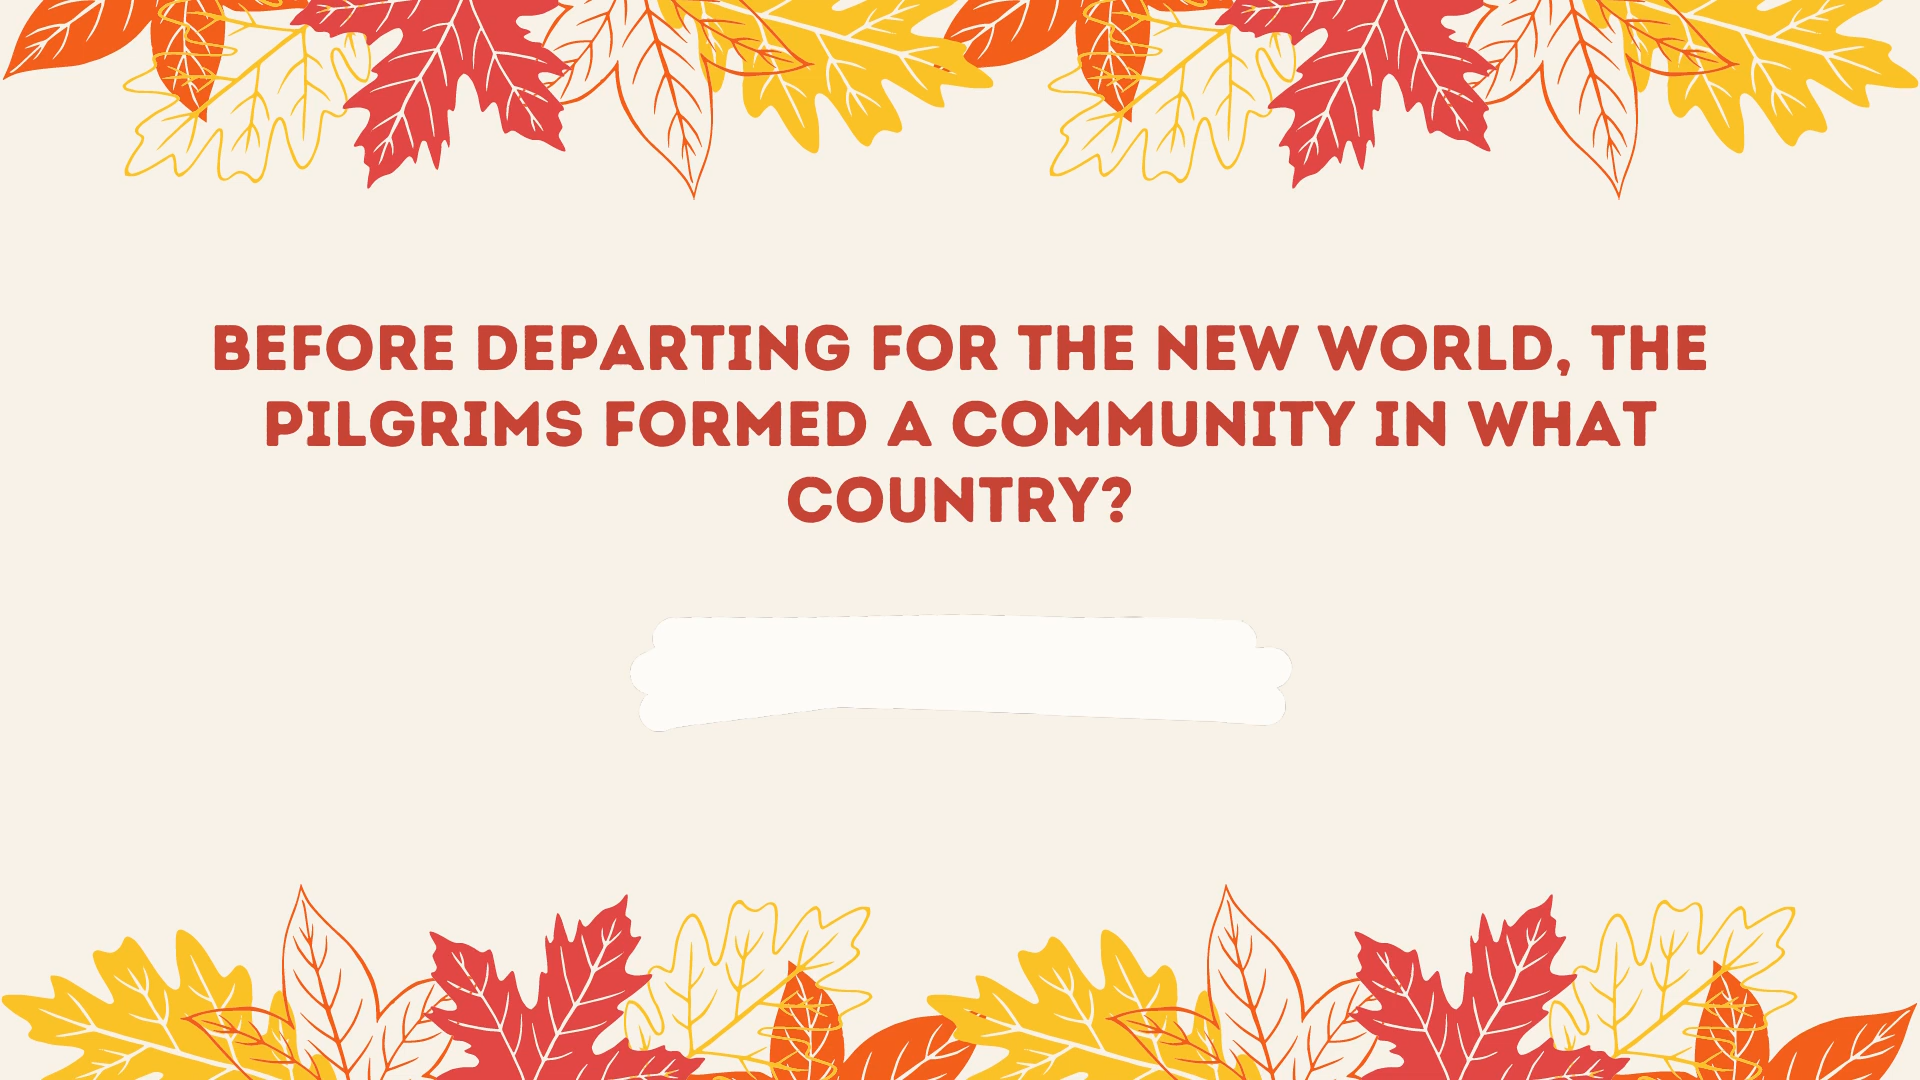 BEFORE DEPARTING FOR THE NEW WORLD, THE
PILGRIMS FORMED A COMMUNITY IN WHAT
COUNTRY?